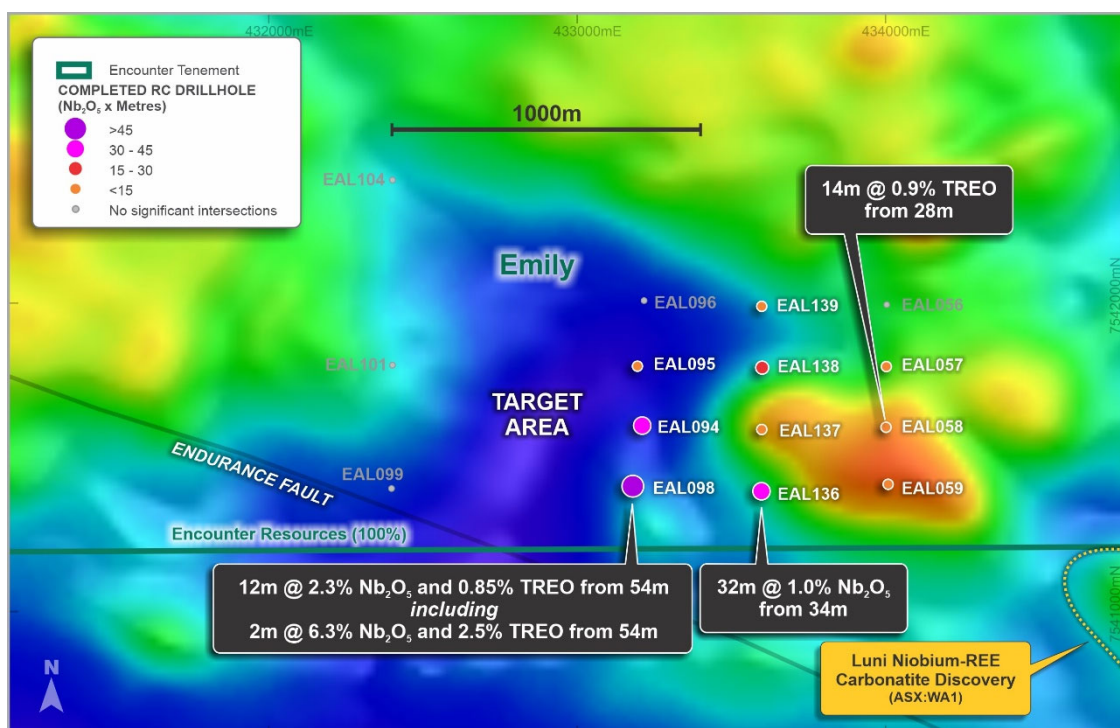 432000mE
433000mE
434000mE
Encounter Tenement
COMPLETED RC DRILLHOLE
(Nb₂O₅ x Metres)
>45
30 - 45
15 - 30
<15
No significant intersections
1000m
EAL104
14m @ 0.9% TREO
from 28m
Emily
EAL096
EAL139
EAL056
7542000mN
EAL101
EAL095
EAL138
EAL057
TARGET
AREA
EAL094
EAL137
EAL058
ENDURANCE FAULT
EAL099
EAL098
EAL136
EAL059
Encounter Resources (100%)
12m @ 2.3% Nb₂O₅ and 0.85% TREO from 54m
including
2m @ 6.3% Nb₂O₅ and 2.5% TREO from 54m
32m @ 1.0% Nb₂O₅
from 34m
7541000mN
Luni Niobium-REE
Carbonatite Discovery
(ASX:WA1)
N